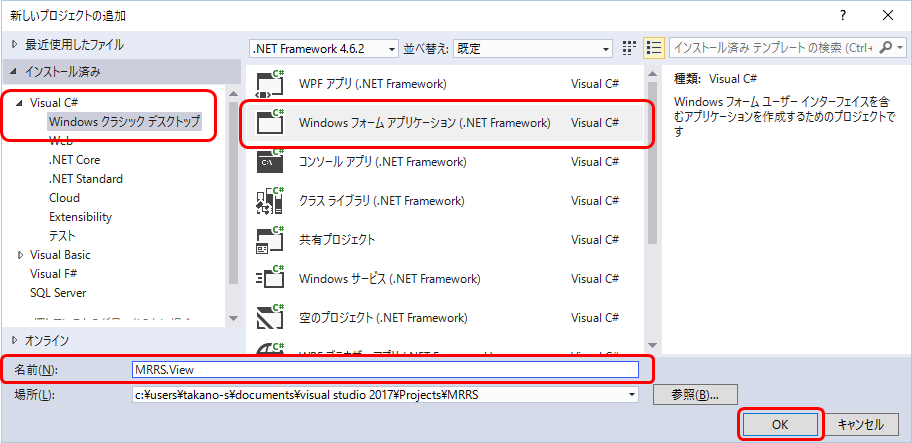 新しいプロジェクトの追加
最近使用したファイル
インストール済み
Visual C#
Windows クラシック デスクトップ
Web
.NET Core
.NET Standard
Cloud
Extensibility
テスト
Visual Basic
Visual F#
SQL Server
オンライン
.NET Framework 4.6.2 並べ替え: 既定
WPF アプリ (.NET Framework) Visual C#
Windows フォーム アプリケーション (.NET Framework) Visual C#
コンソール アプリ (.NET Framework) Visual C#
クラス ライブラリ (.NET Framework) Visual C#
共有プロジェクト Visual C#
Windows サービス (.NET Framework) Visual C#
空のプロジェクト (.NET Framework) Visual C#
WPF ブラウザー アプリ (.NET Framework) Visual C#
インストール済み テンプレート の検索 (Ctrl+
種類: Visual C#
Windows フォーム ユーザー インターフェイスを含
むアプリケーションを作成するためのプロジェクトで
す
名前(N): MRRS.View
場所(L): c:¥users¥takano-s¥documents¥visual studio 2017¥Projects¥MRRS 参照(B)...
OK キャンセル